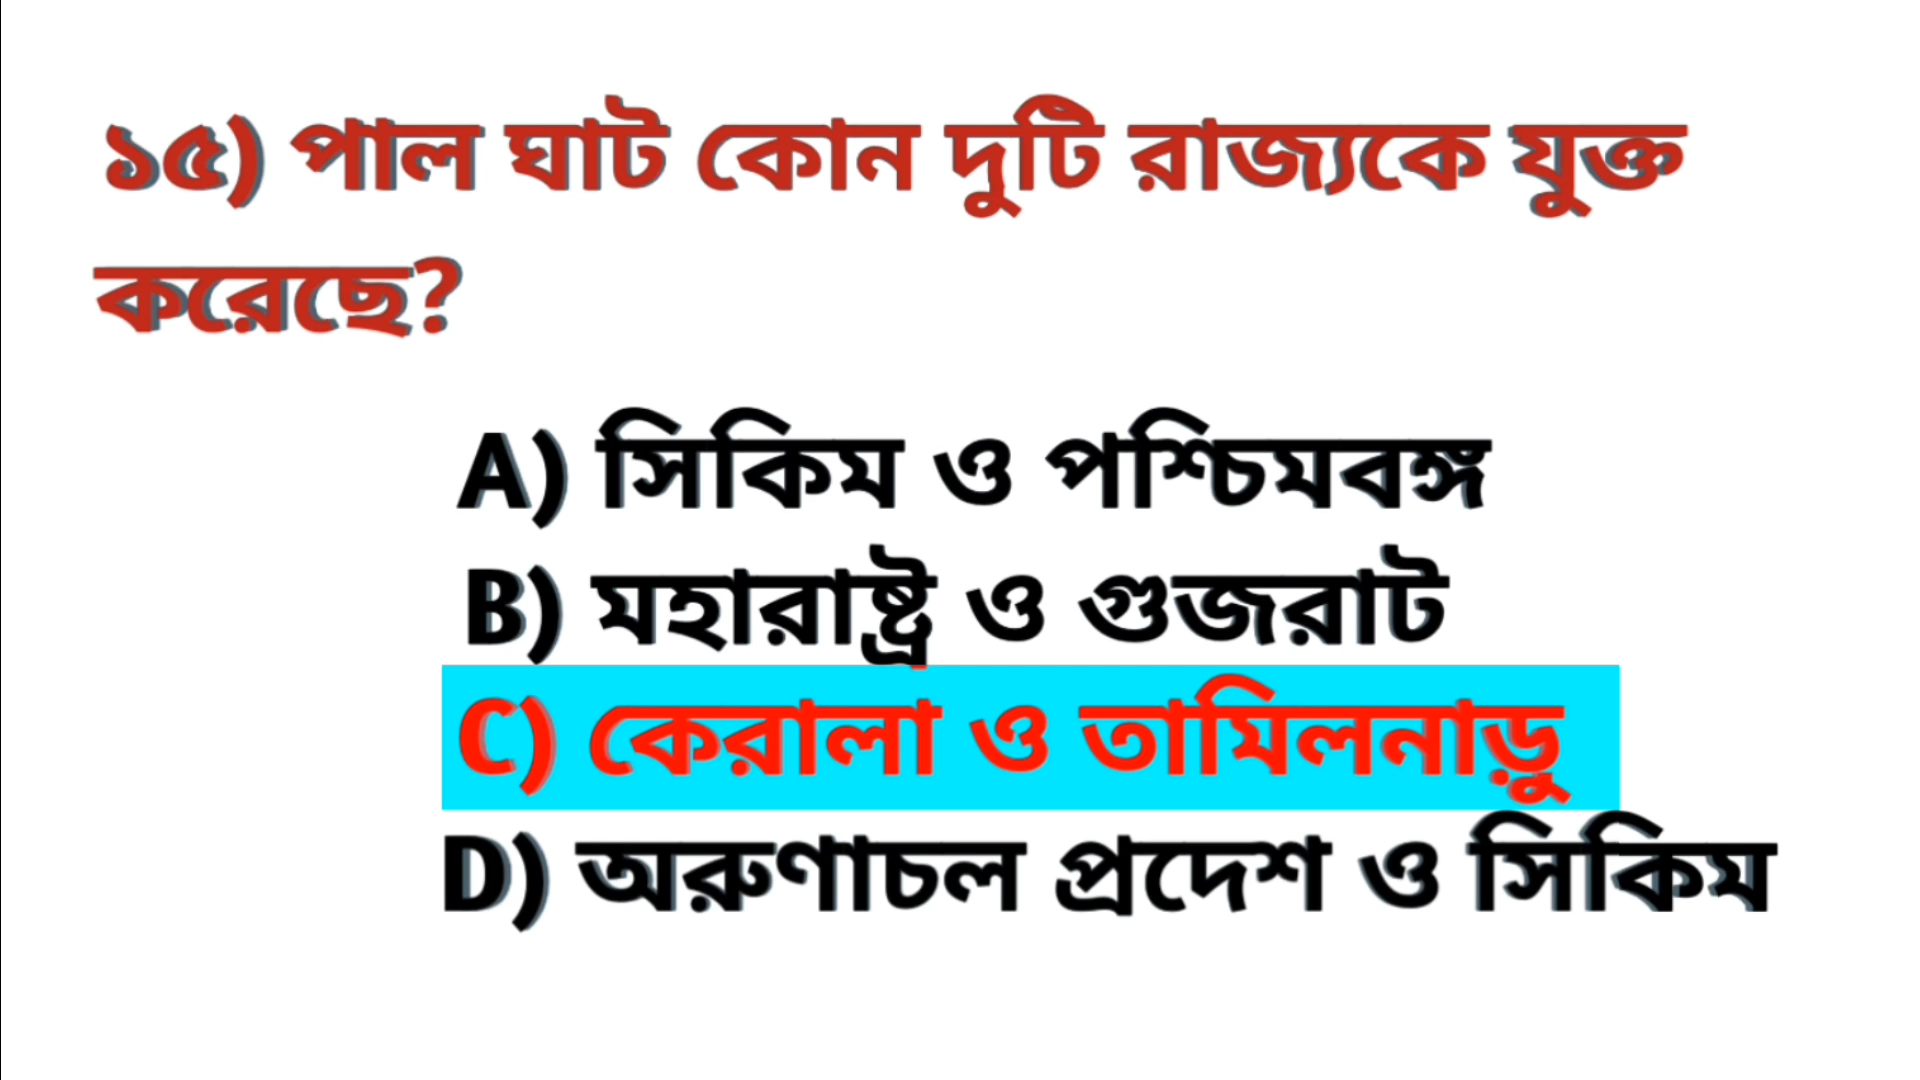 ১৫) পাল ঘাট কোন দুটি রাজ্যকে যুক্ত
করেছে?
A) সিকিম ও পশ্চিমবঙ্গ
B) মহারাষ্ট্র ও গুজরাট
C) কেরালা ও তামিলনাড়ু
D) অরুণাচল প্রদেশ ও সিকিম